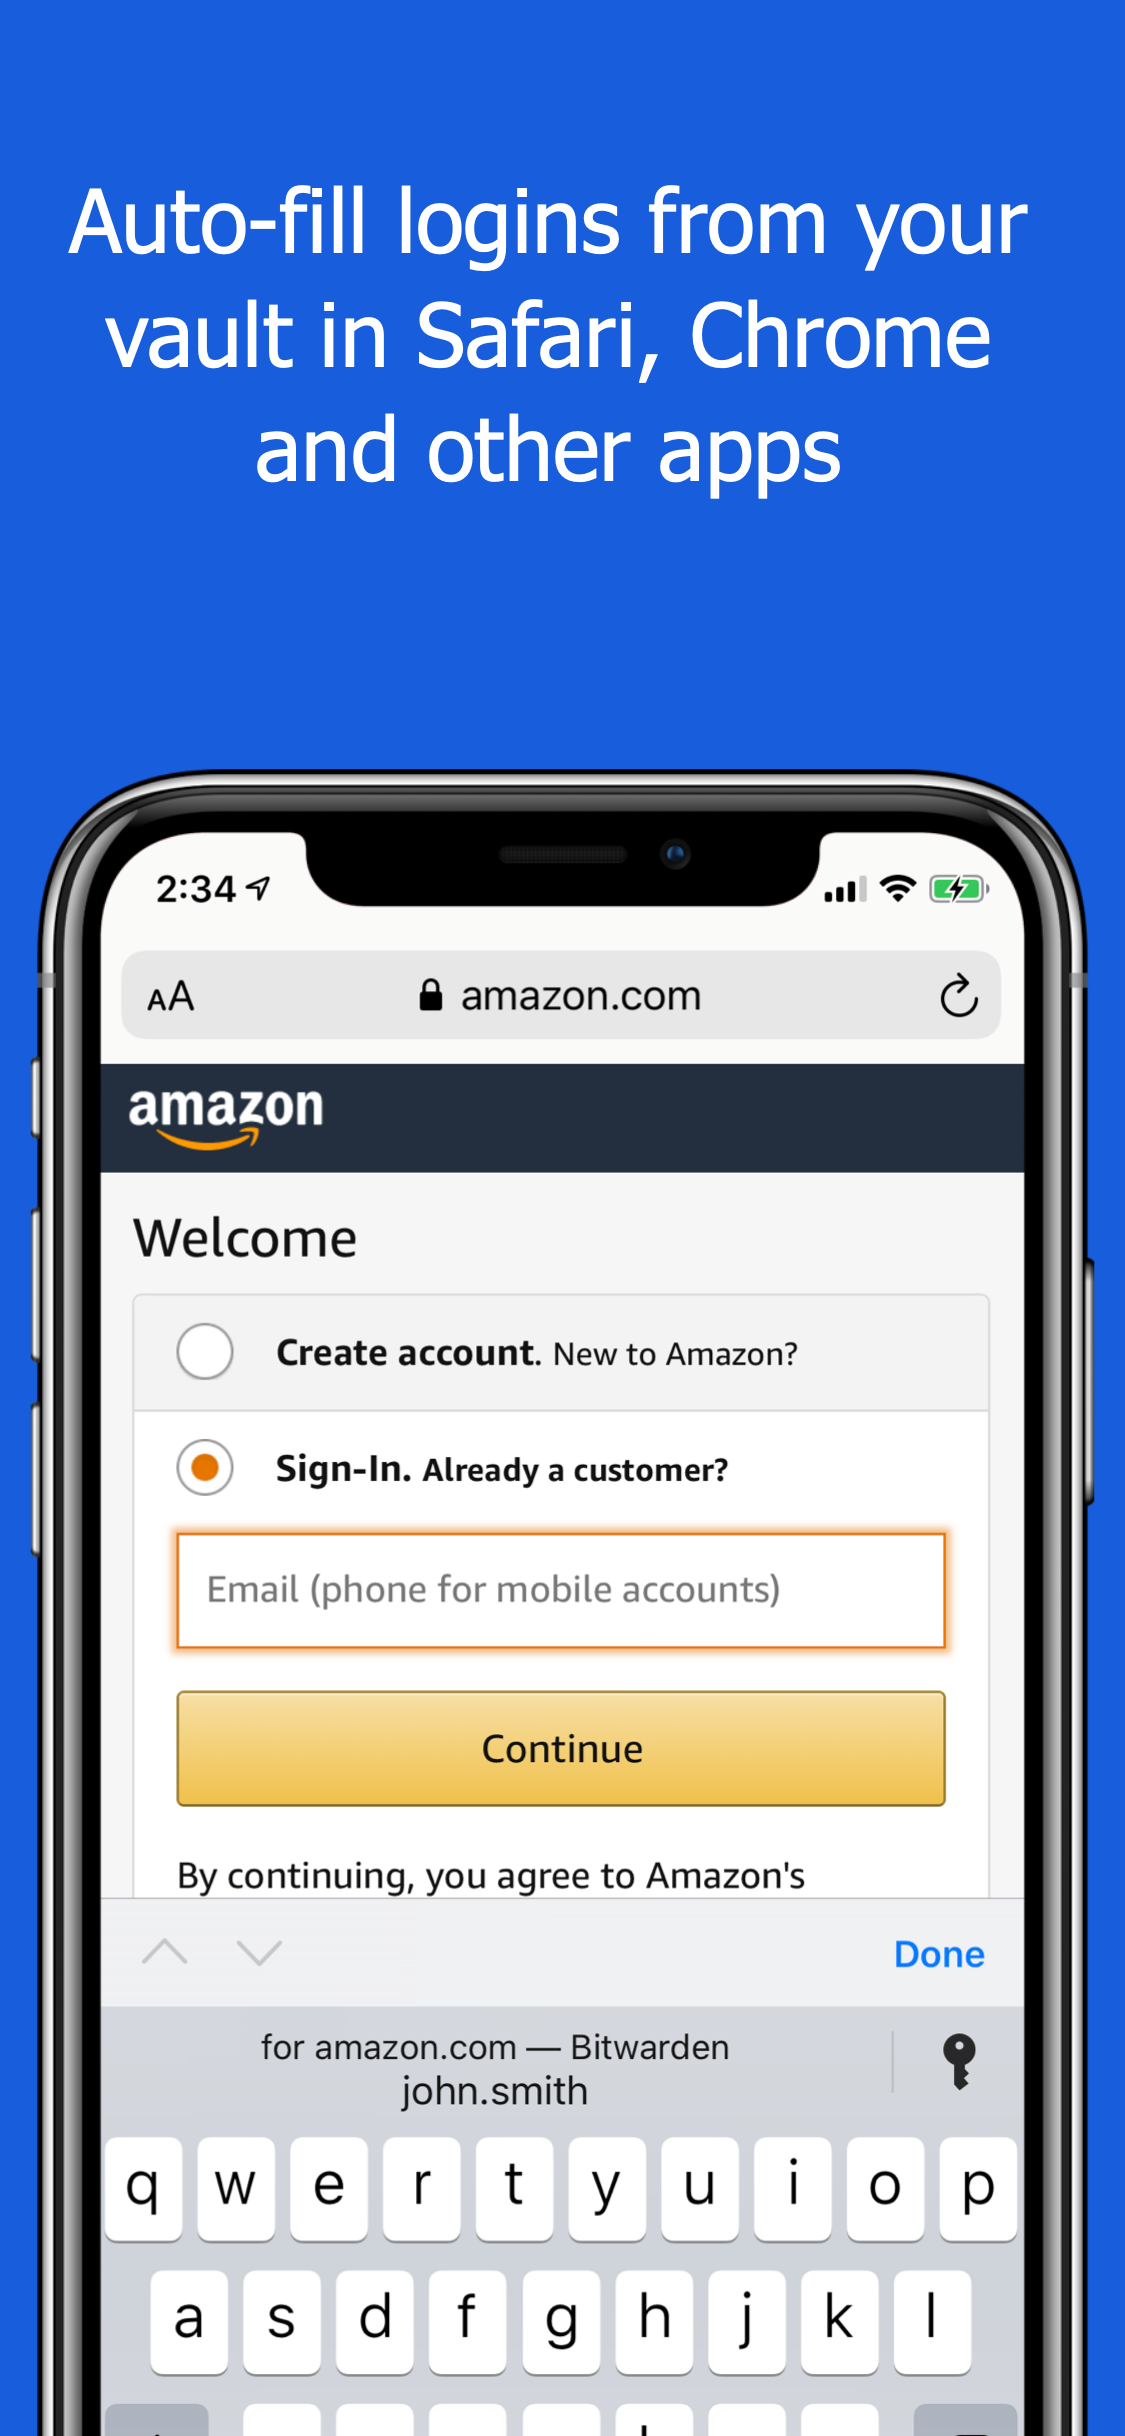 Auto-fill logins from your
vault in Safari, Chrome
and other apps
2:34
AA amazon.com
amazon
Welcome
Create account. New to Amazon?
Sign-In. Already a customer?
Email (phone for mobile accounts)
Continue
By continuing, you agree to Amazon's
Done
for amazon.com — Bitwarden
john.smith
q w e r t y u i o p
a s d f g h j k l